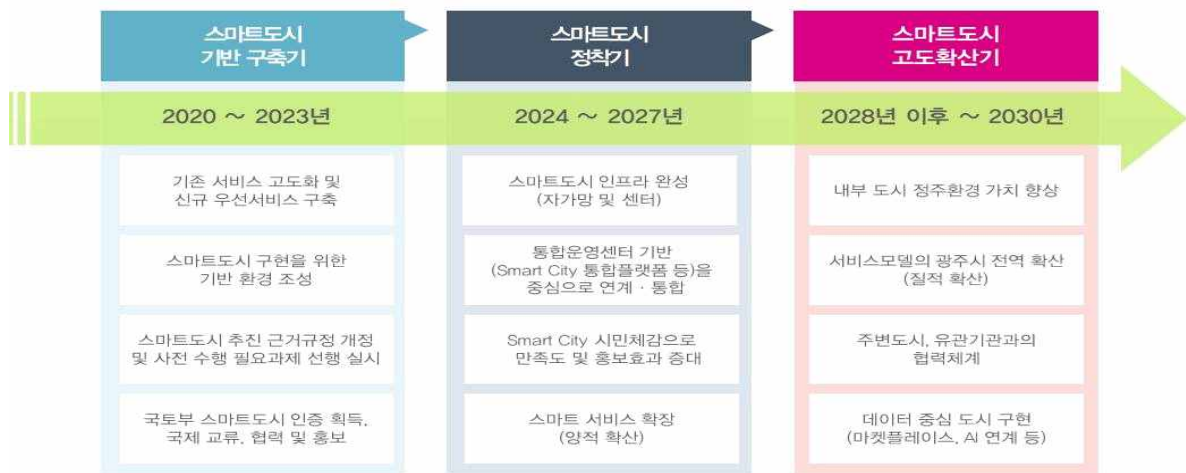 스마트도시
기반 구축기
2020 ~ 2023년
기존 서비스 고도화 및
신규 우선서비스 구축
스마트도시 구현을 위한
기반 환경 조성
스마트도시 추진 근거규정 개정
및 사전 수행 필요과제 선행 실시
국토부 스마트도시 인증 획득,
국제 교류, 협력 및 홍보
스마트도시
정착기
2024 ~ 2027년
스마트도시 인프라 완성
(자가망 및 센터)
통합운영센터 기반
(Smart City 통합플랫폼 등)을
중심으로 연계 · 통합
Smart City 시민체감으로
만족도 및 홍보효과 증대
스마트 서비스 확장
(양적 확산)
스마트도시
고도확산기
2028년 이후 ~ 2030년
내부 도시 정주환경 가치 향상
서비스모델의 광주시 전역 확산
(질적 확산)
주변도시, 유관기관과의
협력체계
데이터 중심 도시 구현
(마켓플레이스, AI 연계 등)